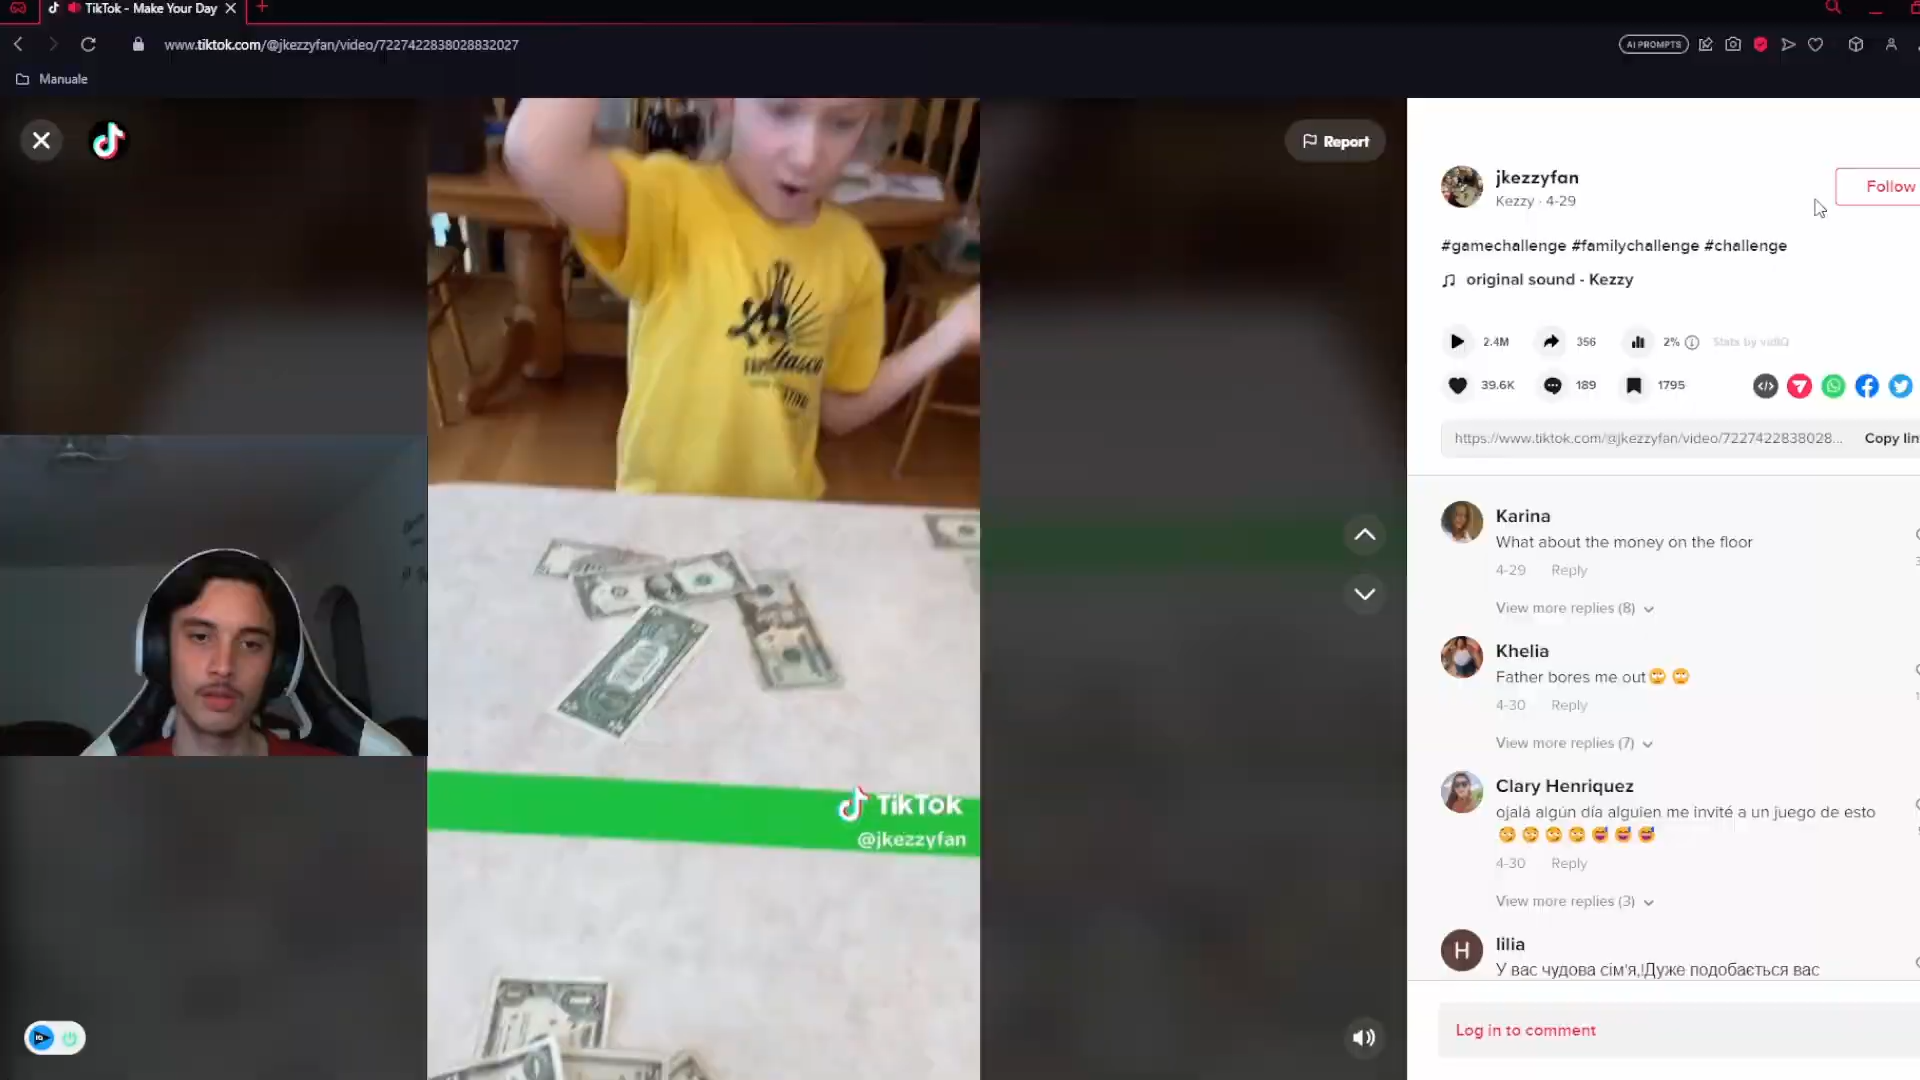 TikTok - Make Your Day
www.tiktok.com/@jkezzyfan/video/7227422838028832027
AI PROMPTS
Manuale
Report
TikTok
@jkezzyfan
jkezzyfan
Kezzy · 4-29
Follow
#gamechallenge #familychallenge #challenge
original sound - Kezzy
2.4M
356
2%
Stats by vidIQ
39.6K
189
1795
https://www.tiktok.com/@jkezzyfan/video/7227422838028...
Copy lin
Karina
What about the money on the floor
4-29 Reply
View more replies (8)
Khelia
Father bores me out🙄 🙄
4-30 Reply
View more replies (7)
Clary Henriquez
ojalá algún día alguien me invité a un juego de esto
4-30 Reply
View more replies (3)
H
lilia
У вас чудова сім'я,!Дуже подобається вас
Log in to comment